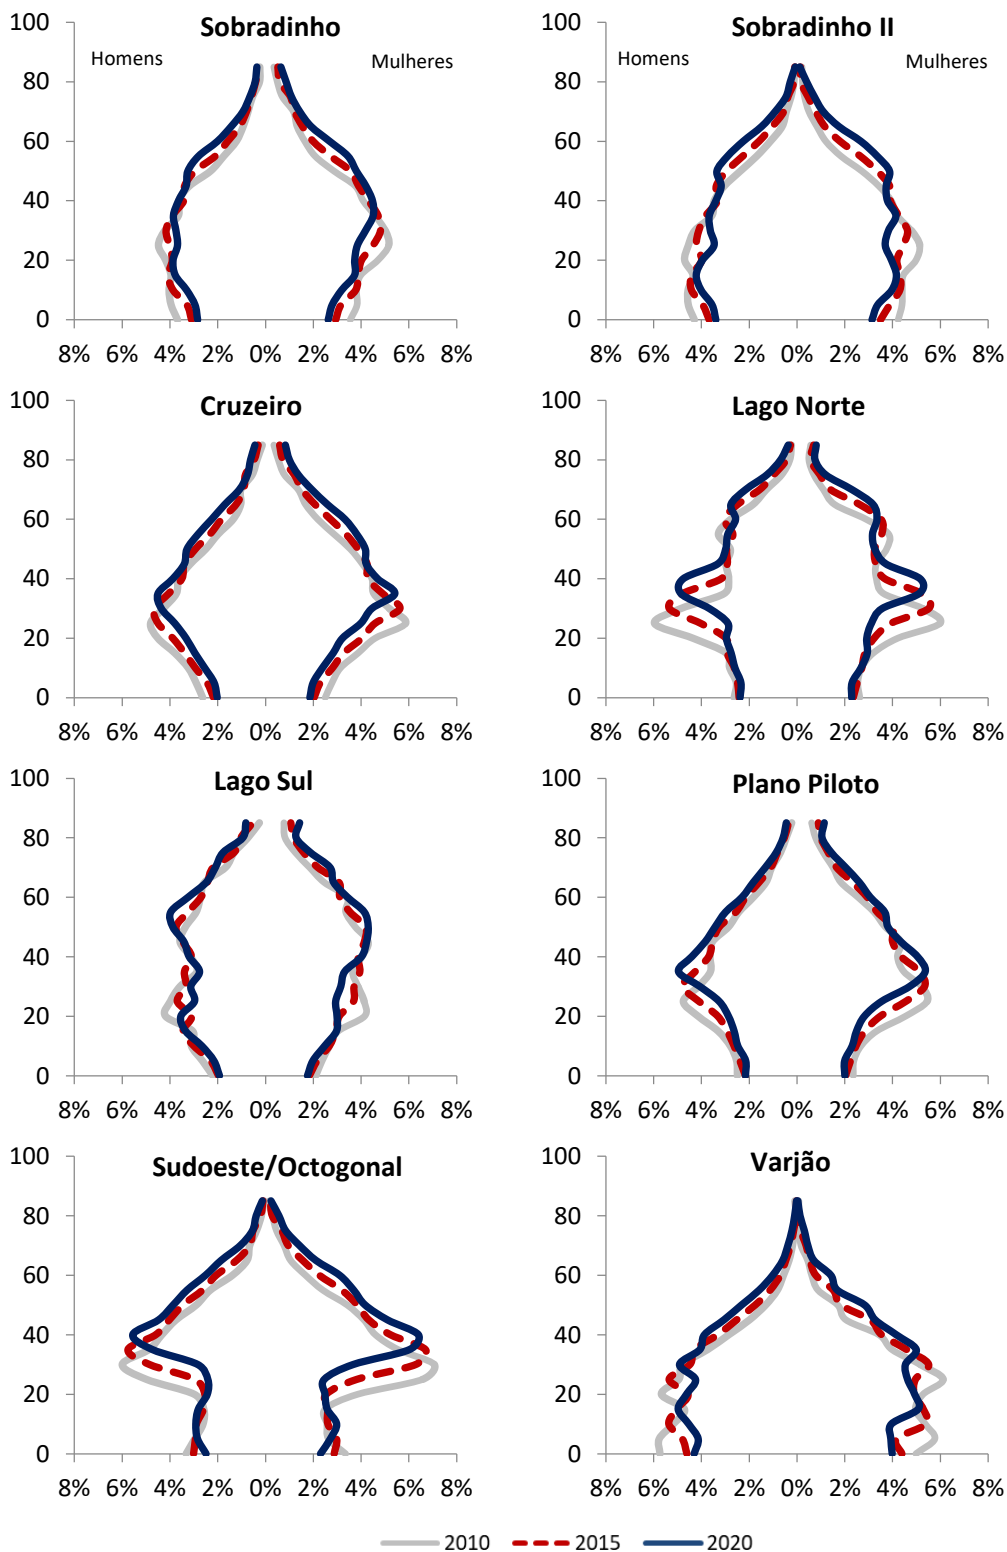 Sobradinho
Homens
Mulheres
100
80
60
40
20
0
8% 6% 4% 2% 0% 2% 4% 6% 8%
Sobradinho II
Homens
Mulheres
100
80
60
40
20
0
8% 6% 4% 2% 0% 2% 4% 6% 8%
Cruzeiro
100
80
60
40
20
0
8% 6% 4% 2% 0% 2% 4% 6% 8%
Lago Norte
100
80
60
40
20
0
8% 6% 4% 2% 0% 2% 4% 6% 8%
Lago Sul
100
80
60
40
20
0
8% 6% 4% 2% 0% 2% 4% 6% 8%
Plano Piloto
100
80
60
40
20
0
8% 6% 4% 2% 0% 2% 4% 6% 8%
Sudoeste/Octogonal
100
80
60
40
20
0
8% 6% 4% 2% 0% 2% 4% 6% 8%
Varjão
100
80
60
40
20
0
8% 6% 4% 2% 0% 2% 4% 6% 8%
2010 2015 2020